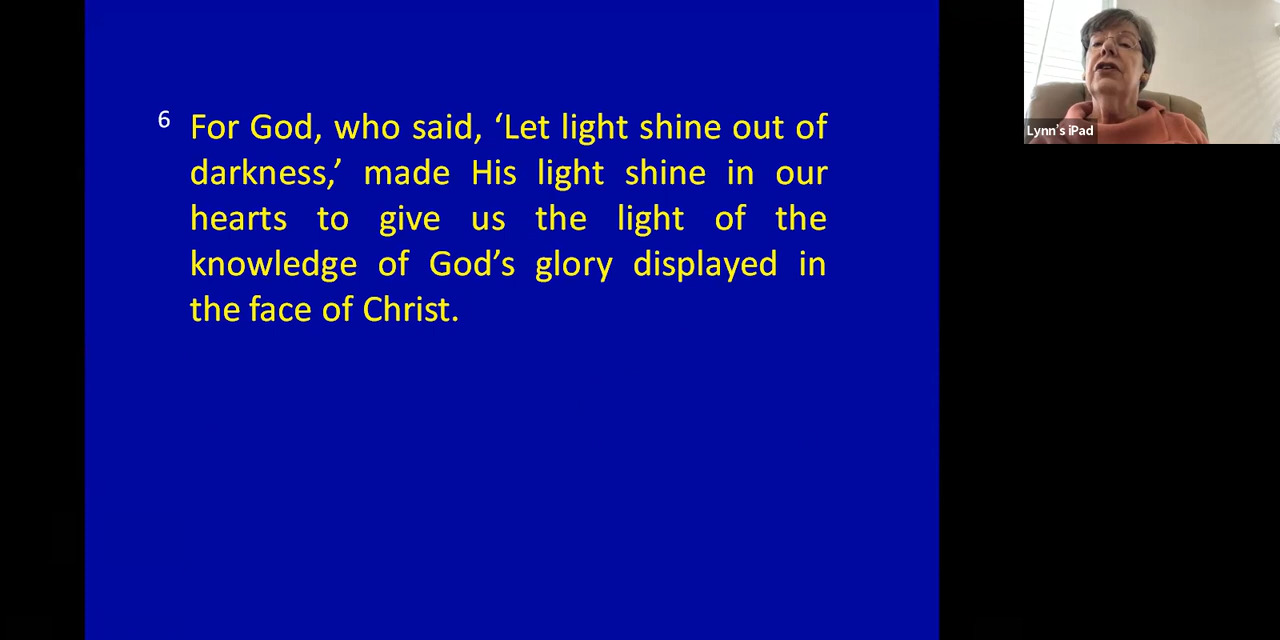 6 For God, who said, ‘Let light shine out of
darkness,’ made His light shine in our
hearts to give us the light of the
knowledge of God’s glory displayed in
the face of Christ.
Lynn’s iPad